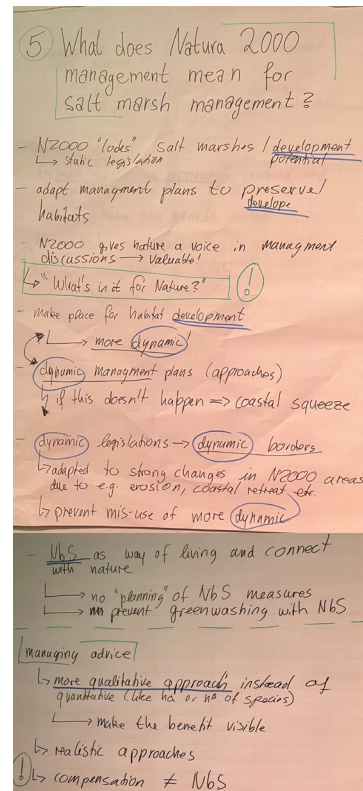 5 What does Natura 2000
management mean for
salt marsh management?
- N2000 "locks" salt marshes / development
↳ static legislation potential
- adapt managment plans to preserve/
habitats develope
- N2000 gives nature a voice in managment
discussions → valuable!
↳ "What's in it for Nature?" !
- make place for habitat development
↳ more dynamic!
- dynamic managment plans (approaches)
↳ if this doesn't happen => coastal squeeze
- dynamic legislations → dynamic borders
↳ adapted to strong changes in N2000 areas
due to e.g. erosion, coastal retreat etc.
↳ prevent mis-use of more dynamic
- NbS as way of living and connect
with nature
↳ no "planning" of NbS measures
↳ prevent greenwashing with NbS
managing advice
↳ more qualitative approach instead of
quantitative (like ha or n° of species)
↳ make the benefit visible
↳ realistic approaches
! ↳ compensation ≠ NbS